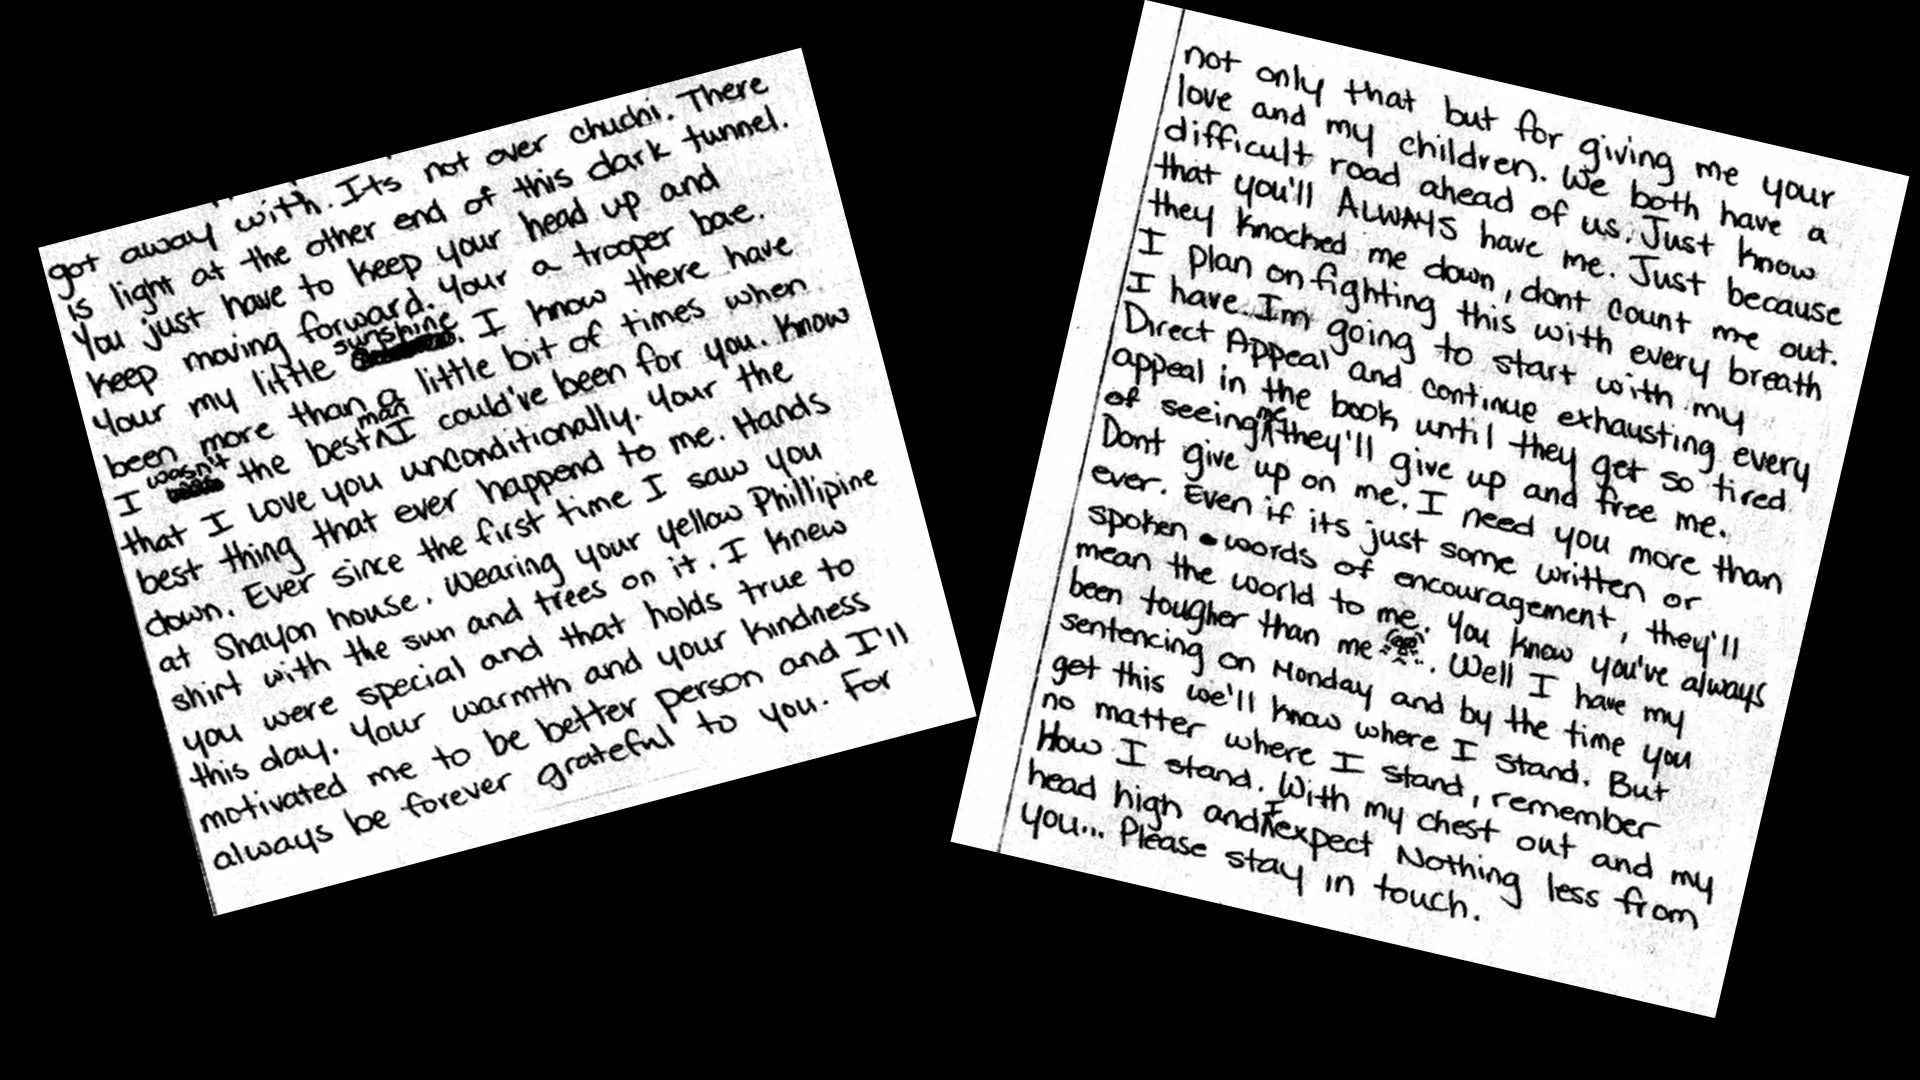 got away with. Its not over chuchi. There
is light at the other end of this dark tunnel.
You just have to keep your head up and
keep moving forward. Your a trooper bae.
Your my little sunshine. I know there have
been more than a little bit of times when
I wasn't the best man I could've been for you. Know
that I love you unconditionally. Your the
best thing that ever happend to me. Hands
down. Ever since the first time I saw you
at Shayon house. Wearing your yellow Phillipine
shirt with the sun and trees on it. I knew
you were special and that holds true to
this day. Your warmth and your kindness
motivated me to be better person and I'll
always be forever grateful to you. For
not only that but for giving me your
love and my children. We both have a
difficult road ahead of us. Just know
that you'll ALWAYS have me. Just because
they knocked me down, dont count me out.
I plan on fighting this with every breath
I have. Im going to start with my
Direct Appeal and continue exhausting every
appeal in the book until they get so tired
of seeing me they'll give up and free me.
Dont give up on me. I need you more than
ever. Even if its just some written or
spoken words of encouragement, they'll
mean the world to me. You know you've always
been tougher than me. Well I have my
sentencing on Monday and by the time you
get this we'll know where I stand. But
no matter where I stand, remember
How I stand. With my chest out and my
head high and I expect Nothing less from
you... Please stay in touch.